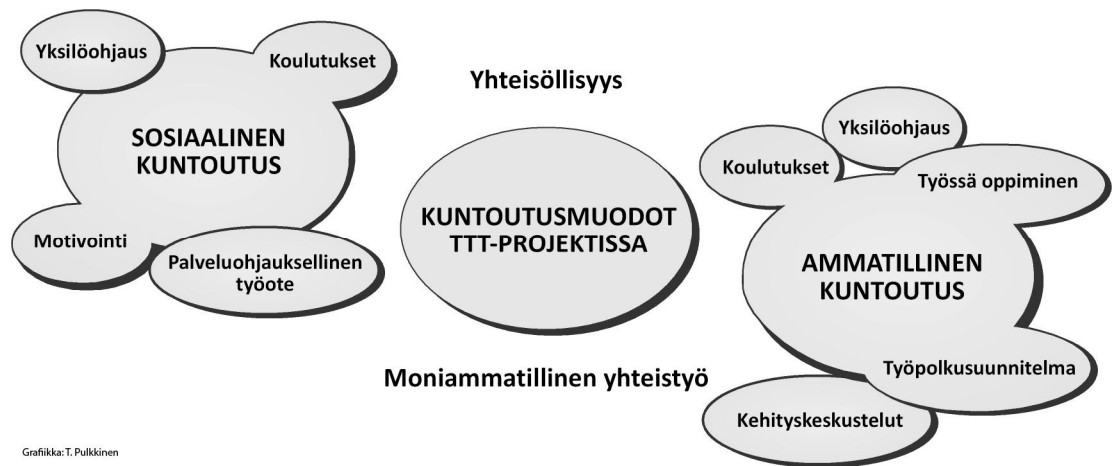 Yksilöohjaus
Koulutukset
SOSIAALINEN
KUNTOUTUS
Motivointi
Palveluohjauksellinen
työote
Yhteisöllisyys
KUNTOUTUSMUODOT
TTT-PROJEKTISSA
Moniammatillinen yhteistyö
Yksilöohjaus
Koulutukset
Työssä oppiminen
AMMATILLINEN
KUNTOUTUS
Työpolkusuunnitelma
Kehityskeskustelut
Grafiikka: T. Pulkkinen